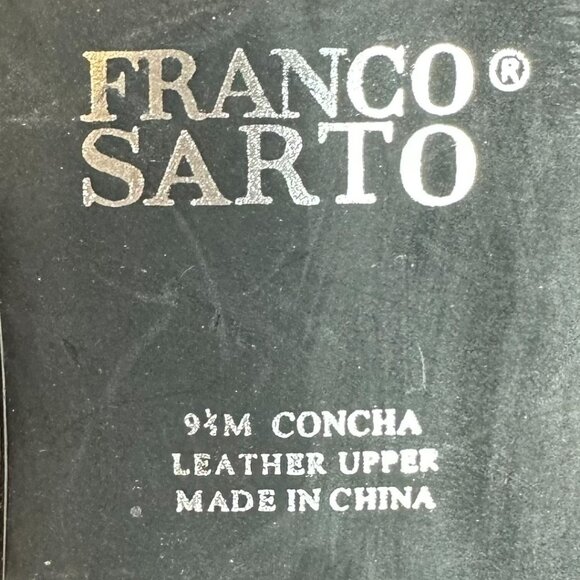 FRANCO®
SARTO
9½M CONCHA
LEATHER UPPER
MADE IN CHINA